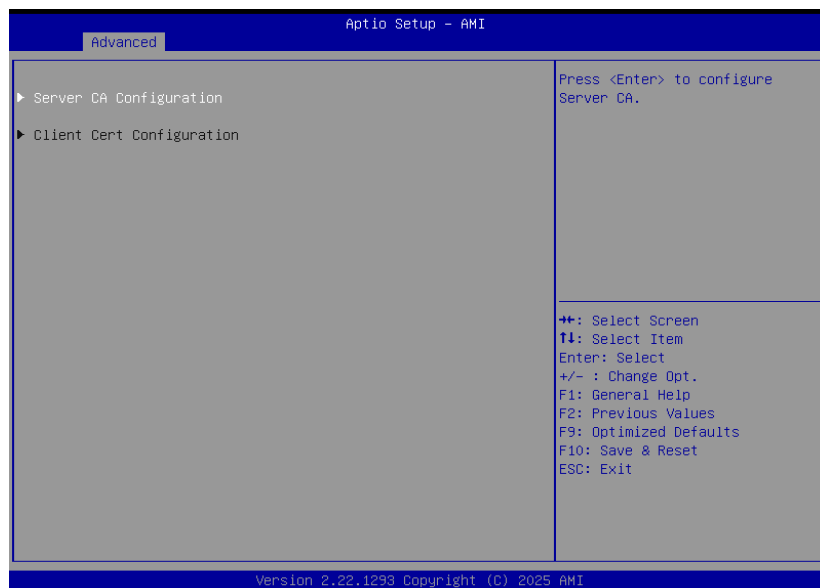 Aptio Setup – AMI
Advanced
▶ Server CA Configuration
▶ Client Cert Configuration
Press <Enter> to configure
Server CA.
→←: Select Screen
↑↓: Select Item
Enter: Select
+/- : Change Opt.
F1: General Help
F2: Previous Values
F9: Optimized Defaults
F10: Save & Reset
ESC: Exit
Version 2.22.1293 Copyright (C) 2025 AMI